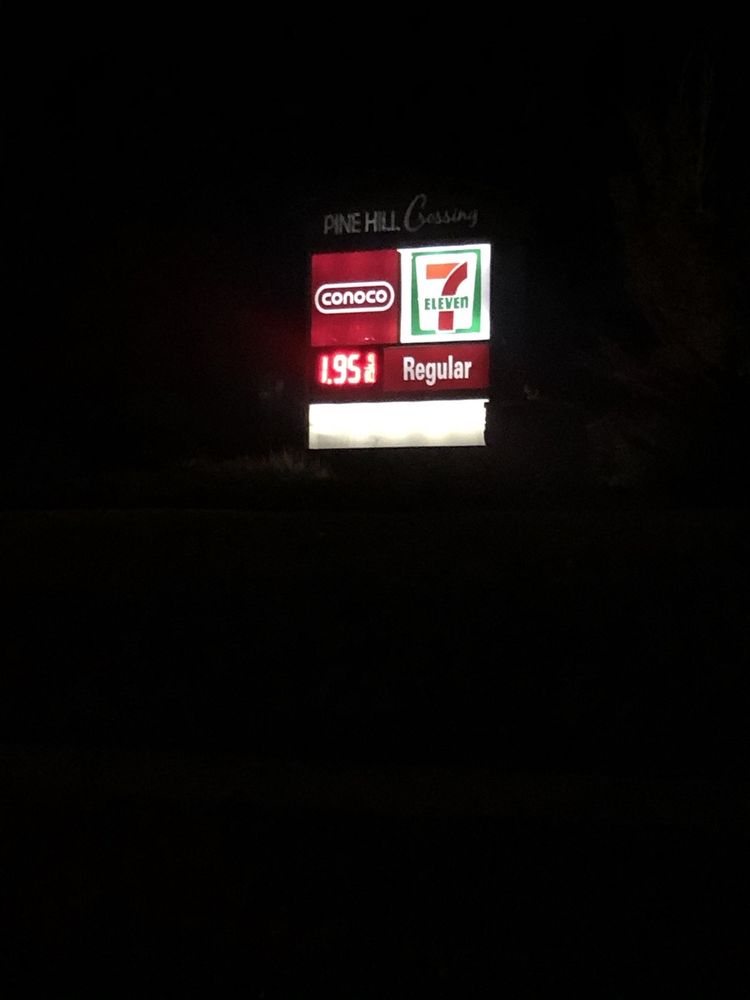 PINE HILL Crossing
CONOCO
7
ELEVEn
1.95
Regular